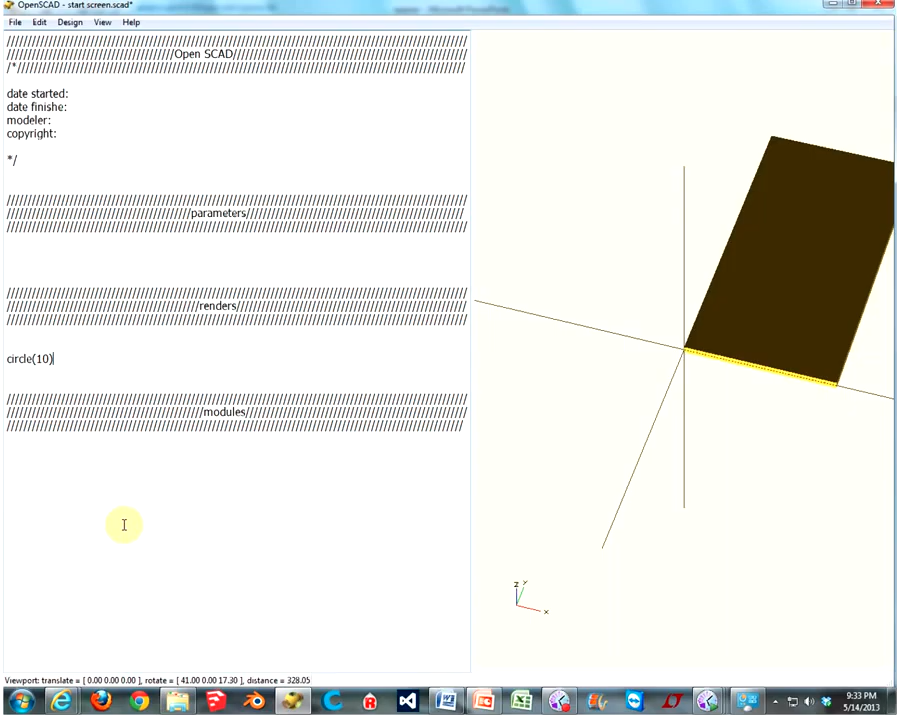 OpenSCAD - start screen.scad*
File Edit Design View Help
//////////////////////////////////////////////////////////////////////////////////////////////////////////////
////////////////////////////////////////Open SCAD////////////////////////////////////////////////////////
/*///////////////////////////////////////////////////////////////////////////////////////////////////////////
date started:
date finishe:
modeler:
copyright:
*/
//////////////////////////////////////////////////////////////////////////////////////////////////////////////
////////////////////////////////////////////parameters////////////////////////////////////////////////////
//////////////////////////////////////////////////////////////////////////////////////////////////////////////
//////////////////////////////////////////////////////////////////////////////////////////////////////////////
//////////////////////////////////////////////renders///////////////////////////////////////////////////////
//////////////////////////////////////////////////////////////////////////////////////////////////////////////
circle(10)
//////////////////////////////////////////////////////////////////////////////////////////////////////////////
///////////////////////////////////////////////modules/////////////////////////////////////////////////////
/////////////////////////////////////////////////////////////////////////////////////////////////////////////
z y
x
Viewport: translate = [ 0.00 0.00 0.00 ], rotate = [ 41.00 0.00 17.30 ], distance = 328.05
9:33 PM
5/14/2013